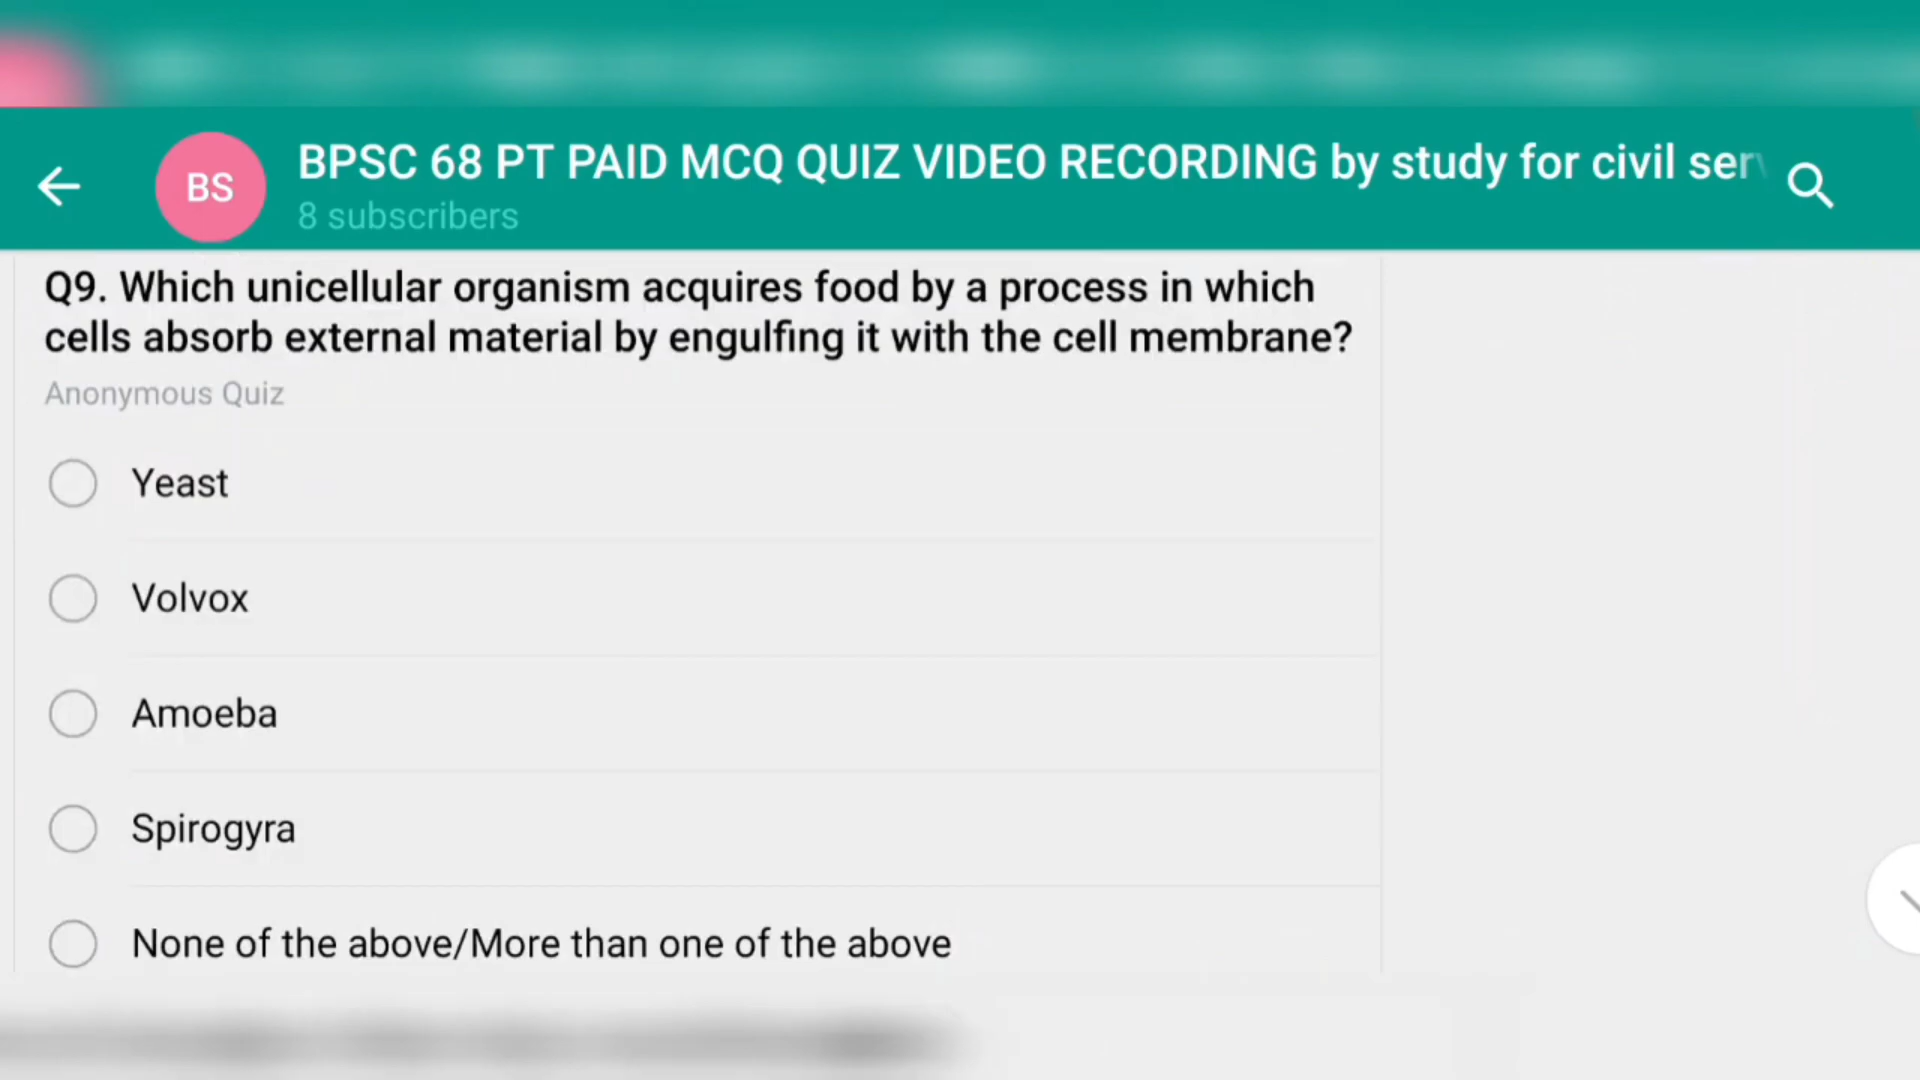 BPSC 68 PT PAID MCQ QUIZ VIDEO RECORDING by study for civil ser
BS
8 subscribers
Q9. Which unicellular organism acquires food by a process in which
cells absorb external material by engulfing it with the cell membrane?
Anonymous Quiz
Yeast
Volvox
Amoeba
Spirogyra
None of the above/More than one of the above